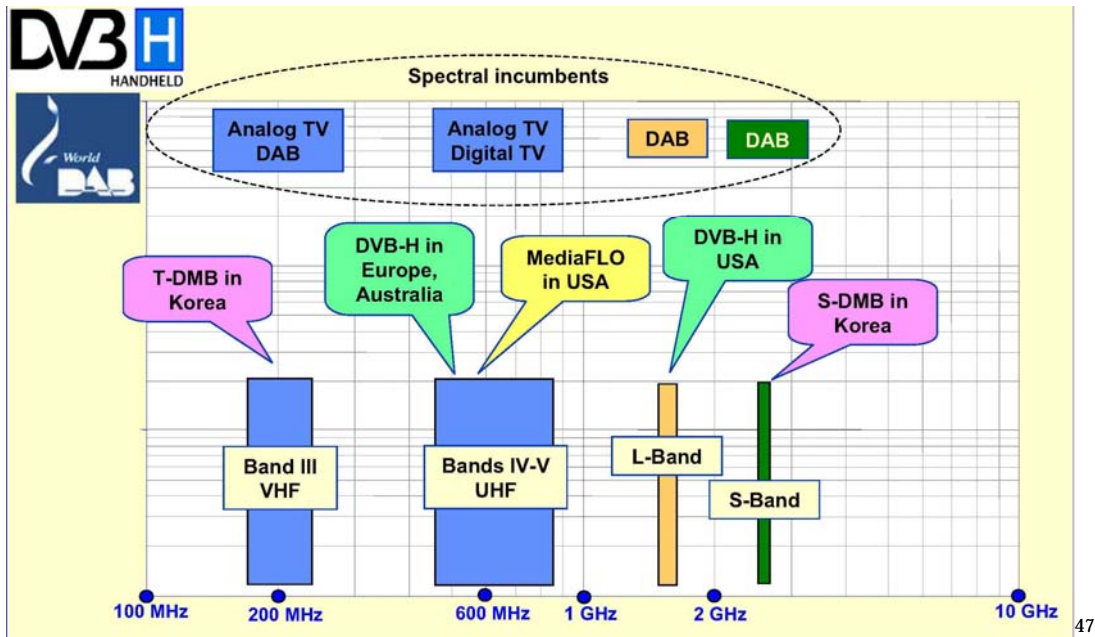 DVB H
HANDHELD
World
DAB
Spectral incumbents
Analog TV
DAB
Analog TV
Digital TV
DAB
DAB
T-DMB in
Korea
DVB-H in
Europe,
Australia
MediaFLO
in USA
DVB-H in
USA
S-DMB in
Korea
Band III
VHF
Bands IV-V
UHF
L-Band
S-Band
100 MHz
200 MHz
600 MHz
1 GHz
2 GHz
10 GHz
47